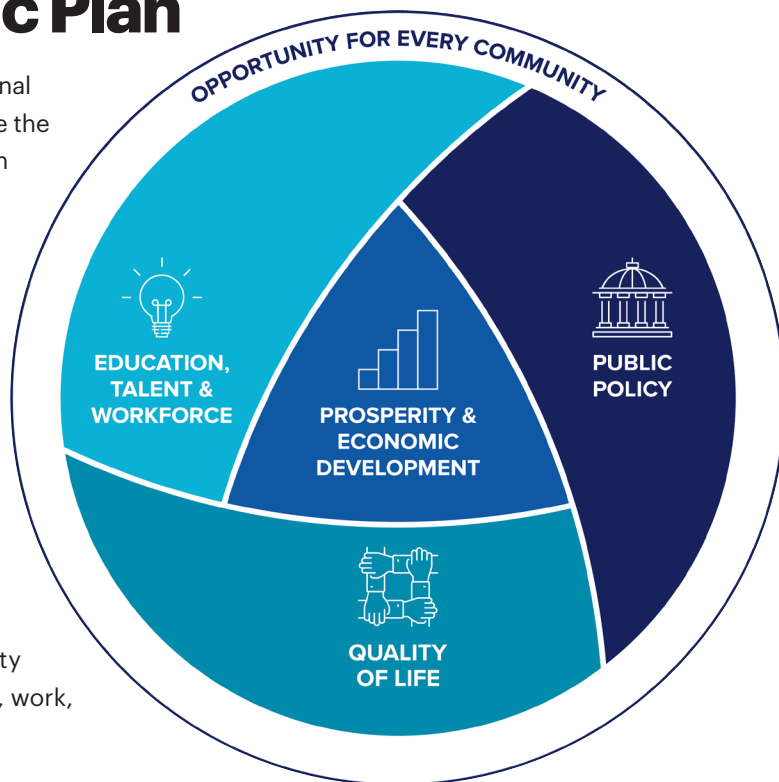 c Plan
OPPORTUNITY FOR EVERY COMMUNITY
nal
e the
n
EDUCATION,
TALENT &
WORKFORCE
PROSPERITY &
ECONOMIC
DEVELOPMENT
PUBLIC
POLICY
QUALITY
OF LIFE
ty
, work,